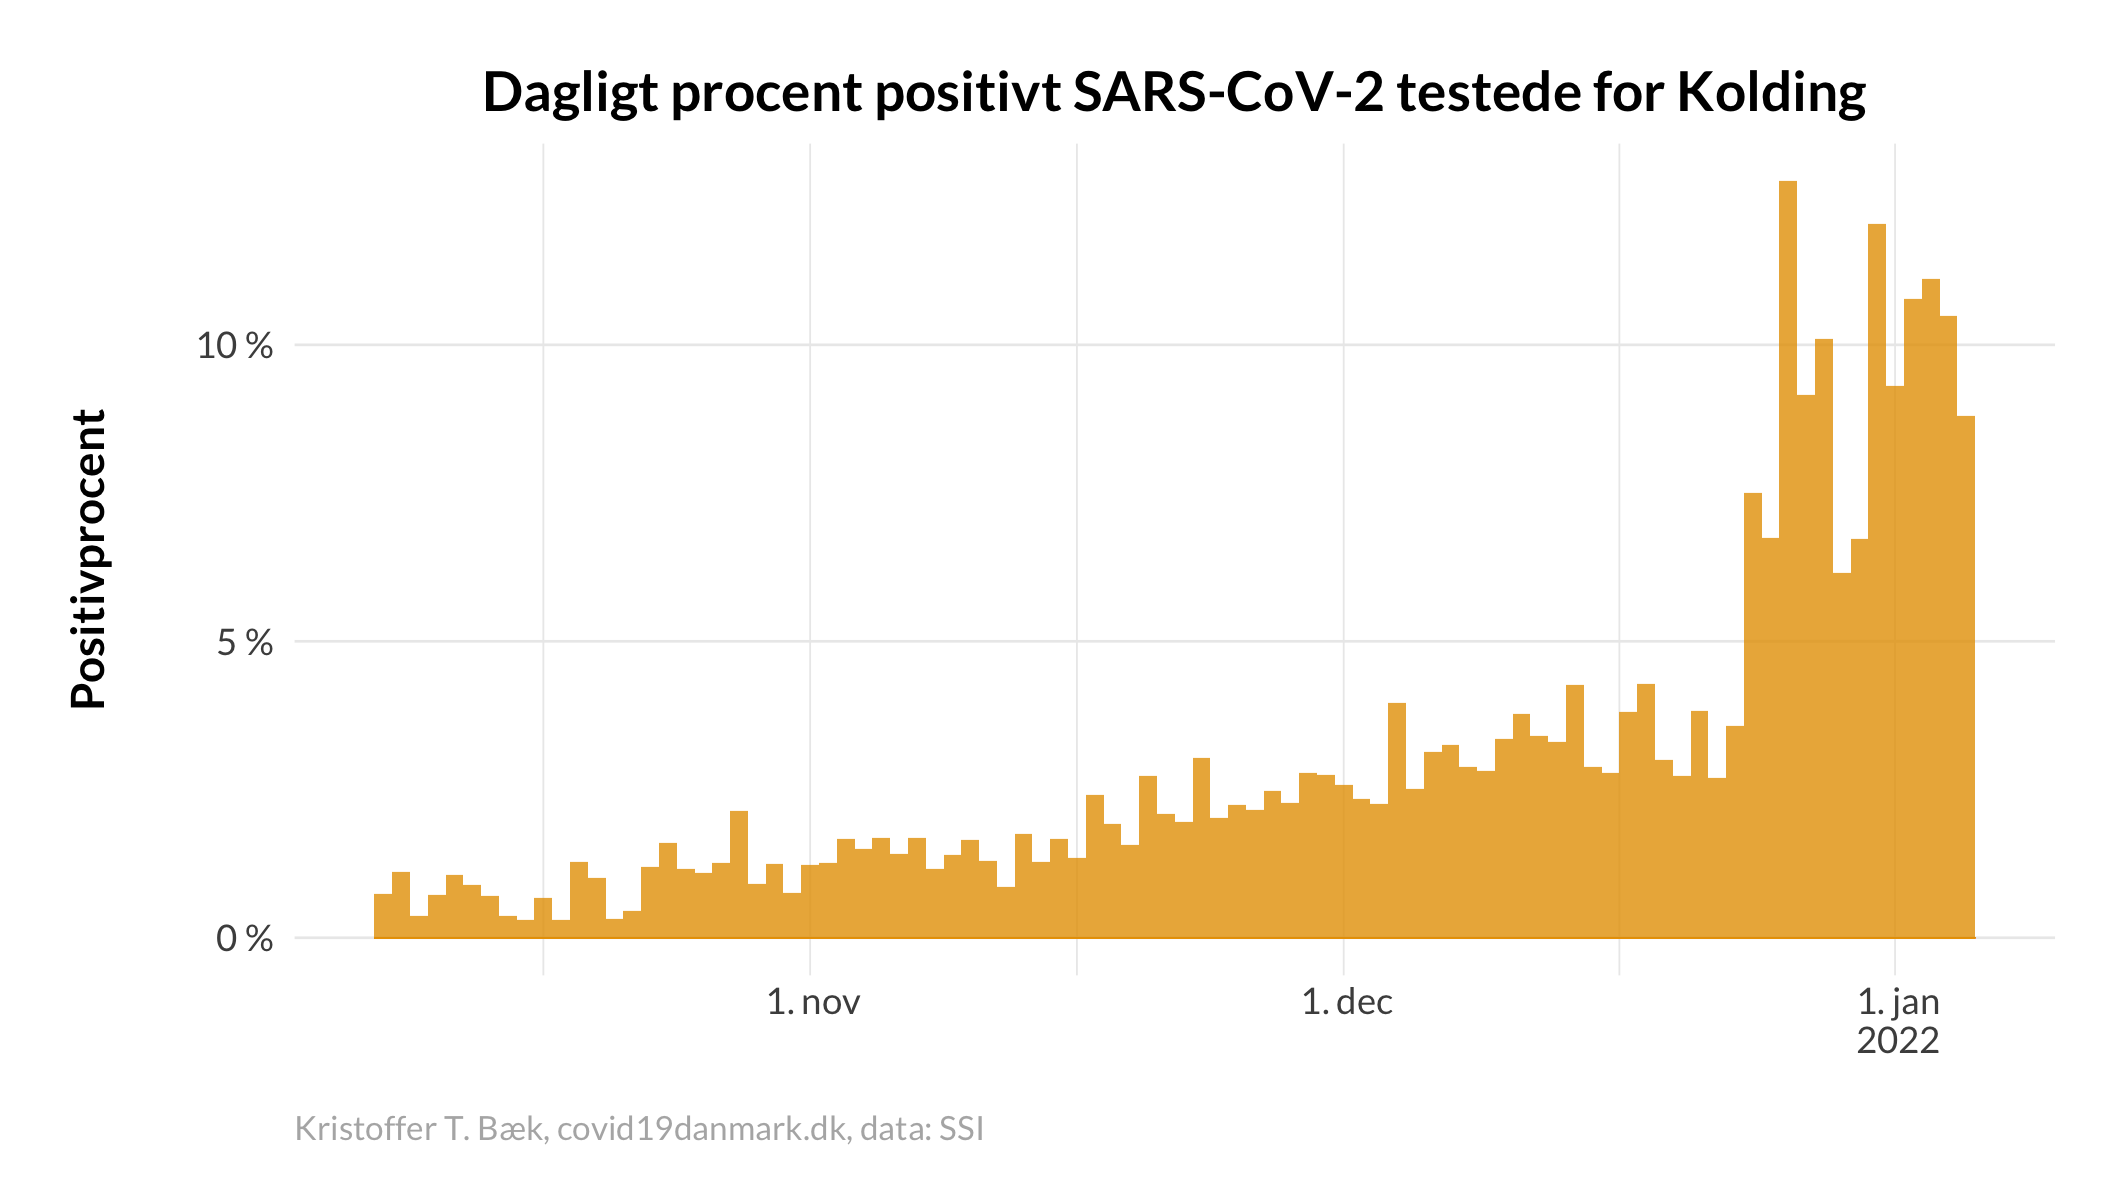 Dagligt procent positivt SARS-CoV-2 testede for Kolding
Positivprocent
10 %
5 %
0 %
1. nov
1. dec
1. jan
2022
Kristoffer T. Bæk, covid19danmark.dk, data: SSI